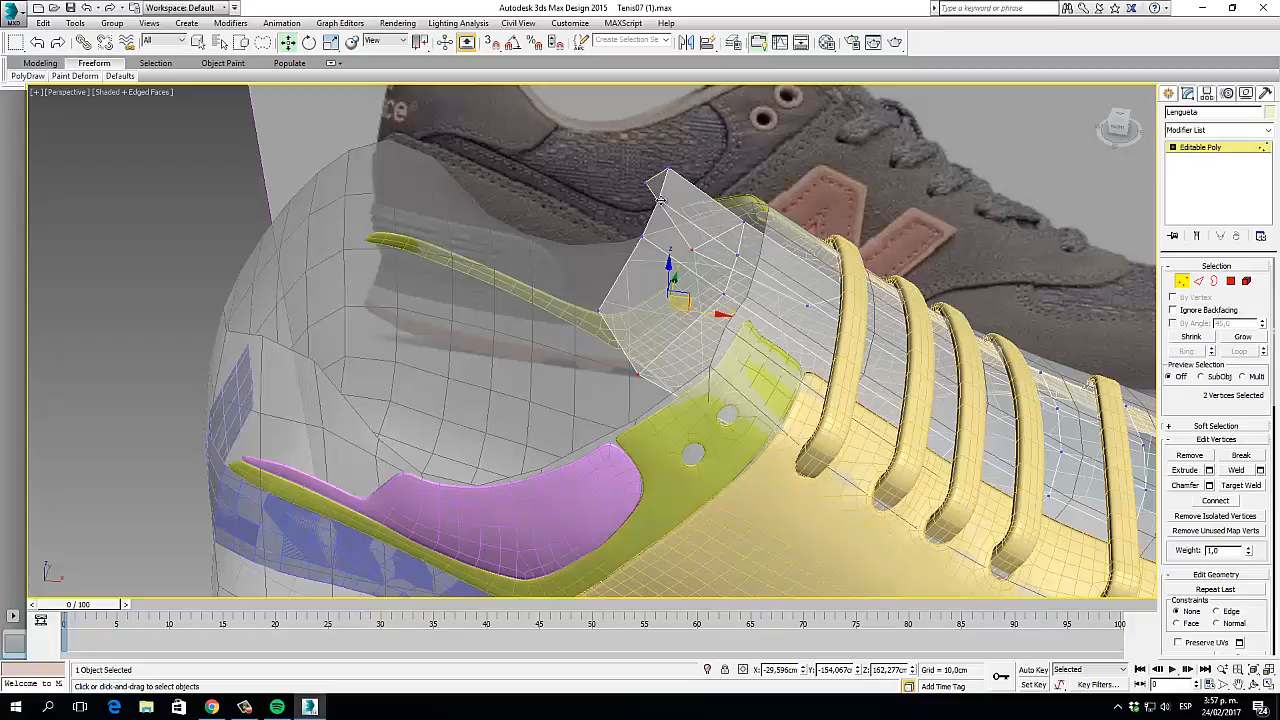 Workspace: Default
Autodesk 3ds Max Design 2015 Tenis07 (1).max
Type a keyword or phrase
Edit Tools Group Views Create Modifiers Animation Graph Editors Rendering Lighting Analysis Civil View Customize MAXScript Help
All
View
Create Selection Se
Modeling Freeform Selection Object Paint Populate
PolyDraw Paint Deform Defaults
[+] [Perspective] [Shaded + Edged Faces]
Lengueta
Modifier List
Editable Poly
Selection
By Vertex
Ignore Backfacing
By Angle: 45,0
Shrink Grow
Ring Loop
Preview Selection
Off SubObj Multi
2 Vertices Selected
Soft Selection
Edit Vertices
Remove Break
Extrude Weld
Chamfer Target Weld
Connect
Remove Isolated Vertices
Remove Unused Map Verts
Weight: 1,0
Edit Geometry
Repeat Last
Constraints
None Edge
Face Normal
Preserve UVs
z
x
0 / 100
0 5 10 15 20 25 30 35 40 45 50 55 60 65 70 75 80 85 90 95 100
1 Object Selected
X: -29,596cm Y: -154,067cm Z: 162,277cm Grid = 10,0cm
Auto Key Selected
Welcome to M
Click or click-and-drag to select objects
Add Time Tag
Set Key Key Filters... 0
ESP
3:57 p. m.
24/02/2017